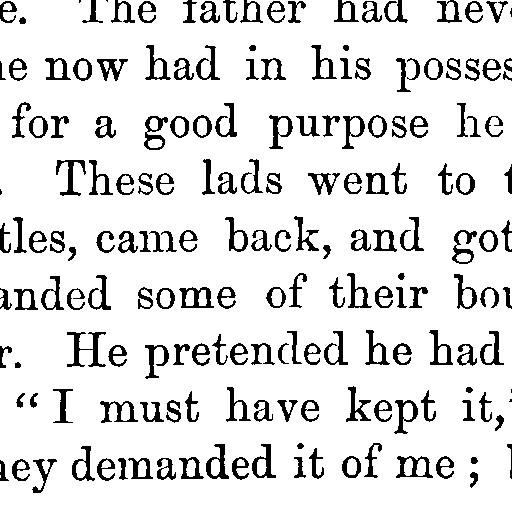 e. The father had nev
e now had in his posses
for a good purpose he
. These lads went to t
tles, came back, and got
anded some of their bou
r. He pretended he had
“ I must have kept it,”
ey demanded it of me ;